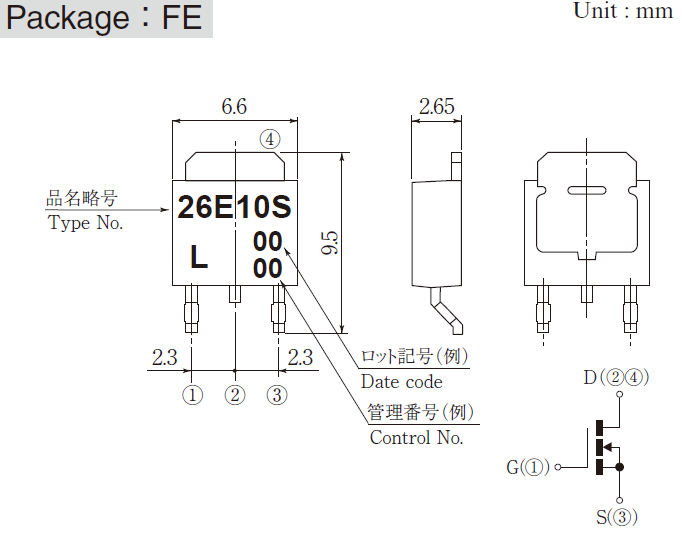 Package：FE
Unit : mm
6.6
2.65
④
品名略号
Type No.
26E10S
L
00
00
9.5
2.3
2.3
①
②
③
ロット記号(例)
Date code
管理番号(例)
Control No.
D(②④)
G(①)
S(③)